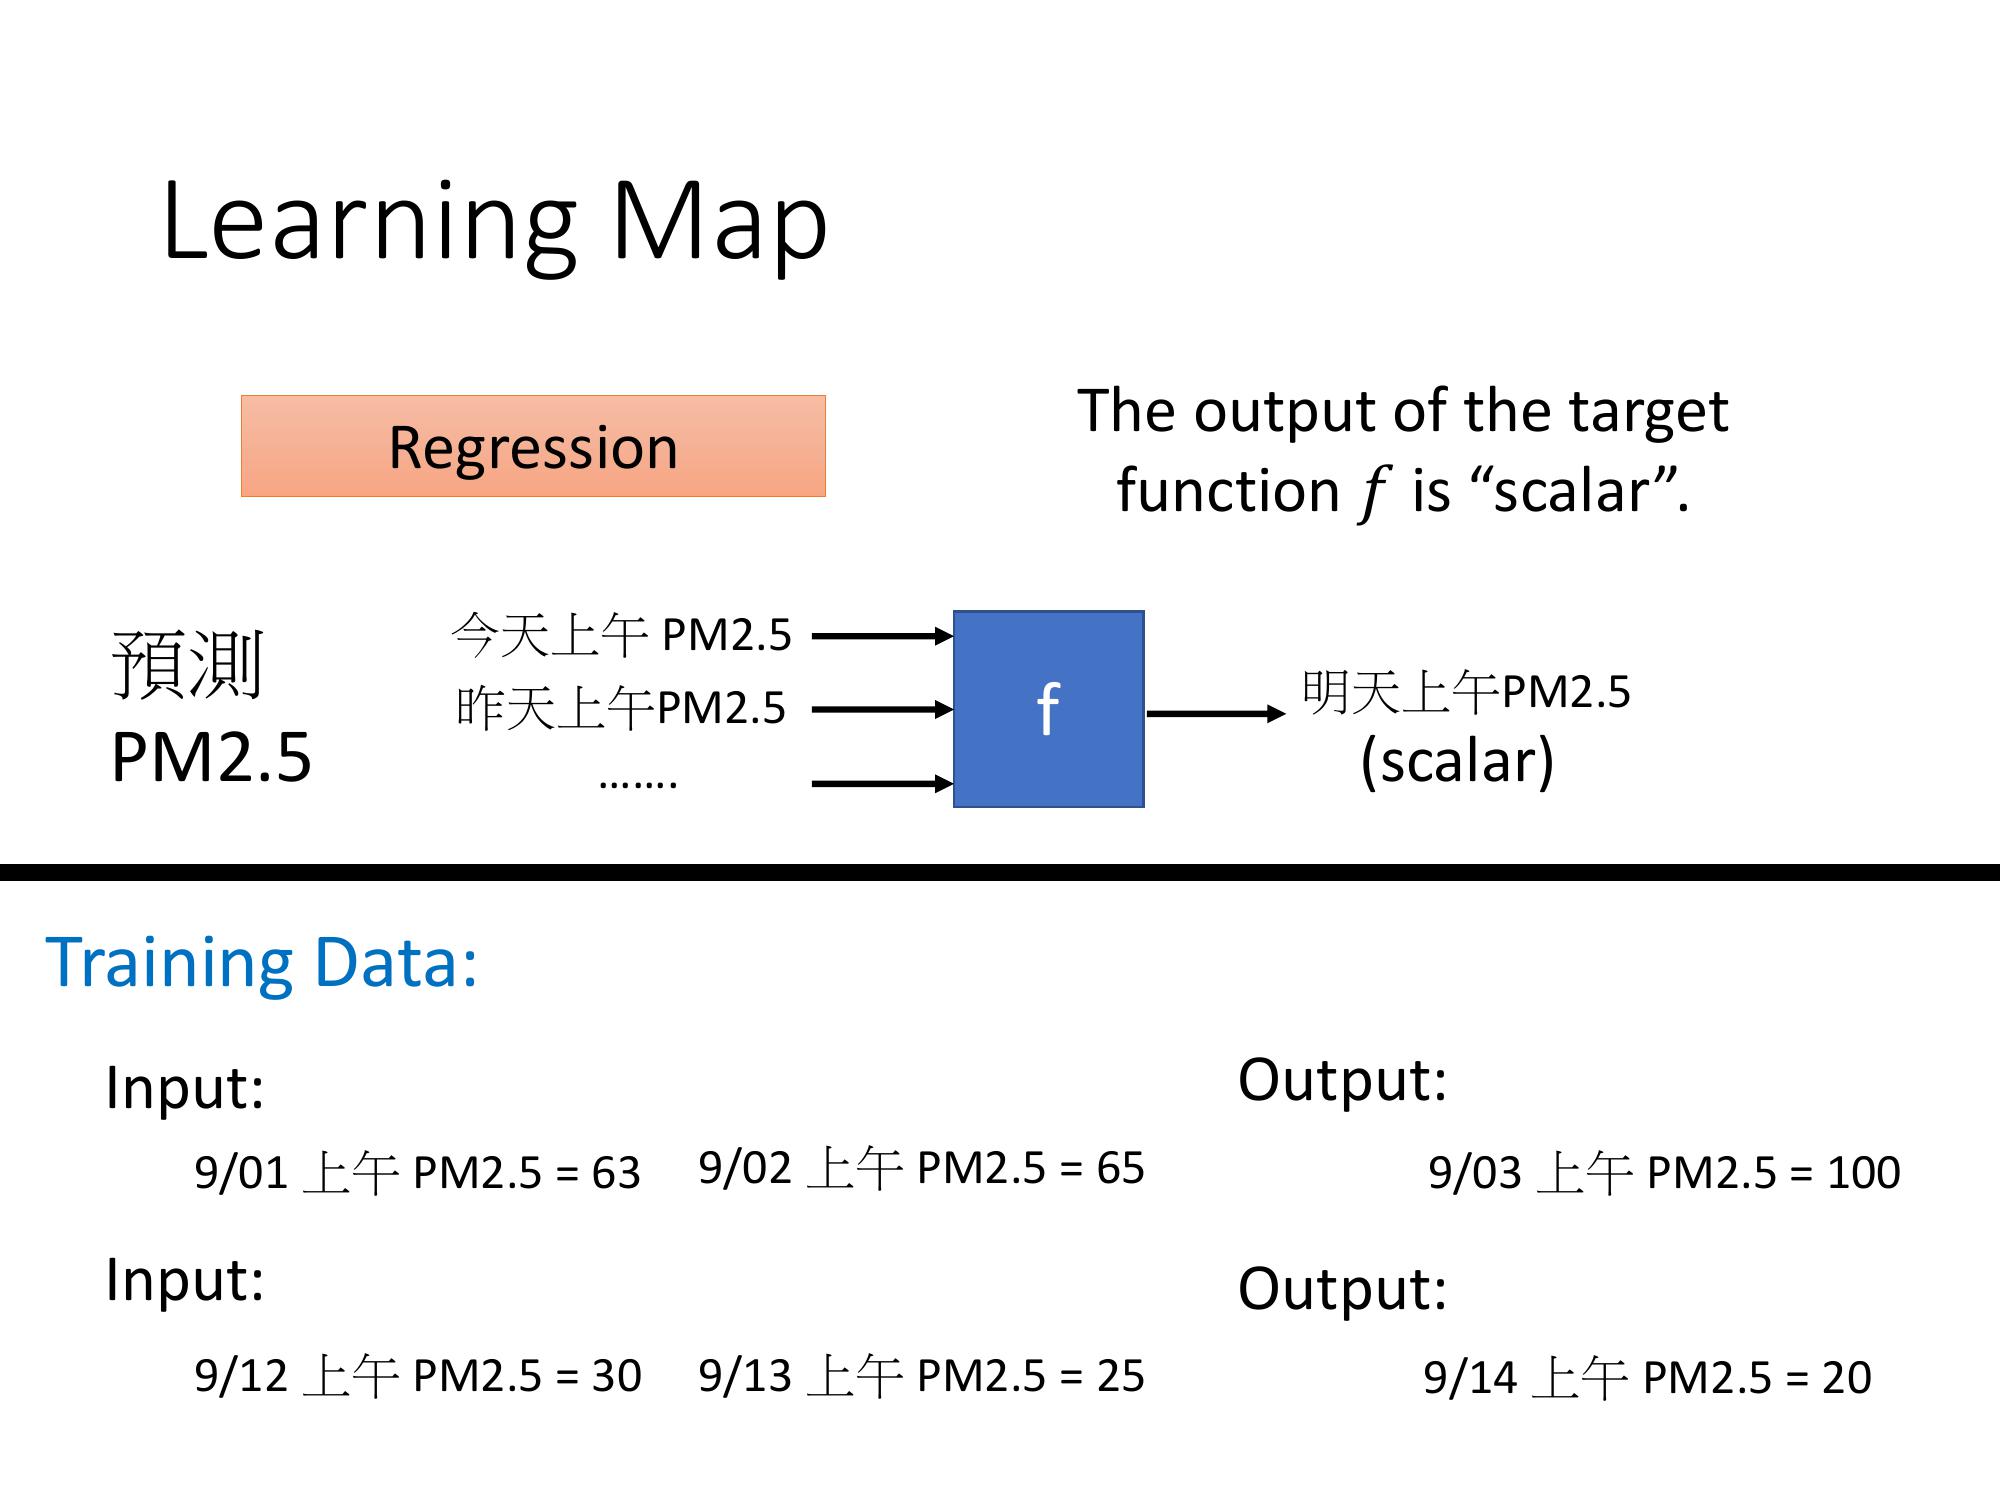 Learning Map
Regression
The output of the target
function f is “scalar”.
預測
PM2.5
今天上午 PM2.5
昨天上午PM2.5
…….
f
明天上午PM2.5
(scalar)
Training Data:
Input:
9/01 上午 PM2.5 = 63
9/02 上午 PM2.5 = 65
Output:
9/03 上午 PM2.5 = 100
Input:
9/12 上午 PM2.5 = 30
9/13 上午 PM2.5 = 25
Output:
9/14 上午 PM2.5 = 20